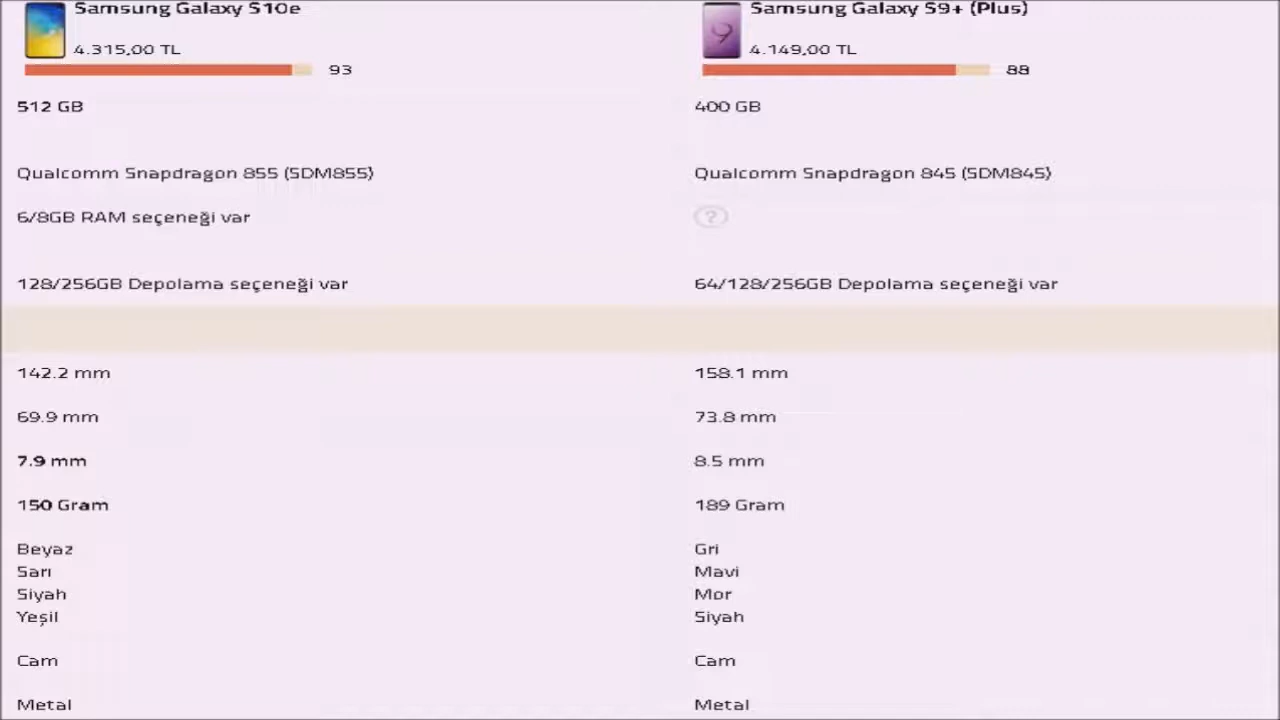 Samsung Galaxy S10e
4.315,00 TL
93
512 GB
Qualcomm Snapdragon 855 (SDM855)
6/8GB RAM seçeneği var
128/256GB Depolama seçeneği var
142.2 mm
69.9 mm
7.9 mm
150 Gram
Beyaz
Sarı
Siyah
Yeşil
Cam
Metal
Samsung Galaxy S9+ (Plus)
9
4.149,00 TL
88
400 GB
Qualcomm Snapdragon 845 (SDM845)
?
64/128/256GB Depolama seçeneği var
158.1 mm
73.8 mm
8.5 mm
189 Gram
Gri
Mavi
Mor
Siyah
Cam
Metal